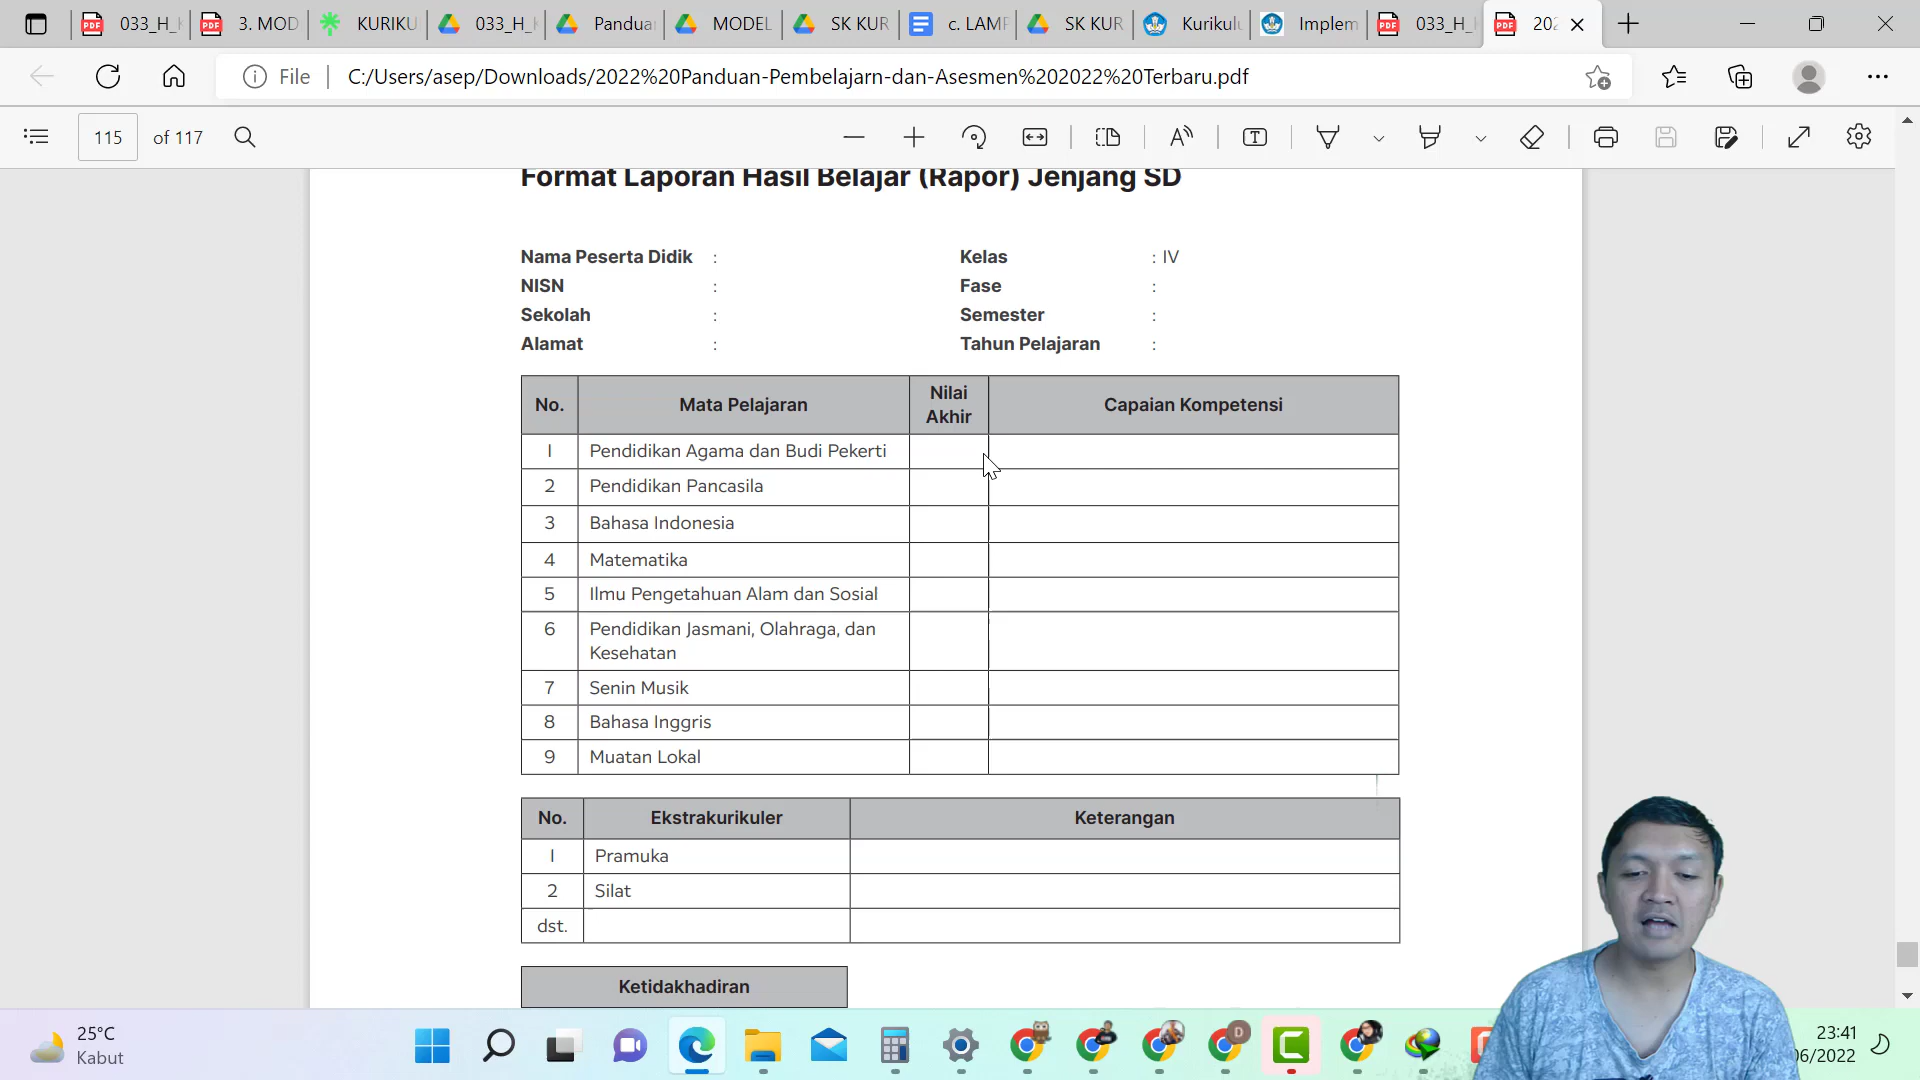 033_H_
3. MOD
KURIKU
033_H_
Pandua
MODEL
SK KUR
c. LAMP
SK KUR
Kurikulu
Implem
033_H_
202
File
C:/Users/asep/Downloads/2022%20Panduan-Pembelajarn-dan-Asesmen%202022%20Terbaru.pdf
115 of 117
Format Laporan Hasil Belajar (Rapor) Jenjang SD
Nama Peserta Didik : Kelas : IV
NISN : Fase :
Sekolah : Semester :
Alamat : Tahun Pelajaran :
No. Mata Pelajaran Nilai Akhir Capaian Kompetensi
1 Pendidikan Agama dan Budi Pekerti
2 Pendidikan Pancasila
3 Bahasa Indonesia
4 Matematika
5 Ilmu Pengetahuan Alam dan Sosial
6 Pendidikan Jasmani, Olahraga, dan
Kesehatan
7 Senin Musik
8 Bahasa Inggris
9 Muatan Lokal
No. Ekstrakurikuler Keterangan
1 Pramuka
2 Silat
dst.
Ketidakhadiran
25°C
Kabut
23:41
06/2022